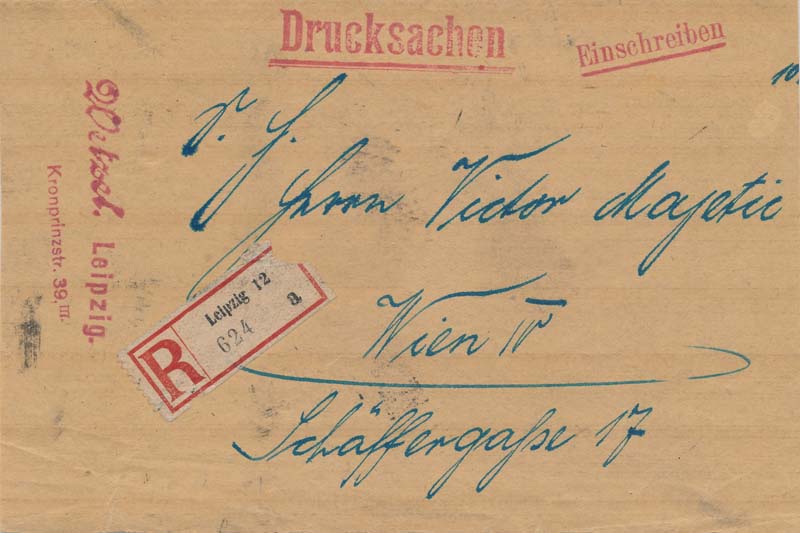 Drucksachen
Einschreiben
10.
S. H.
Herrn Victor Majetic
Wien IV
Schäffergaße 17
Wetzel. Leipzig.
Kronprinzstr. 39, III.
Leipzig 12
624 a
R